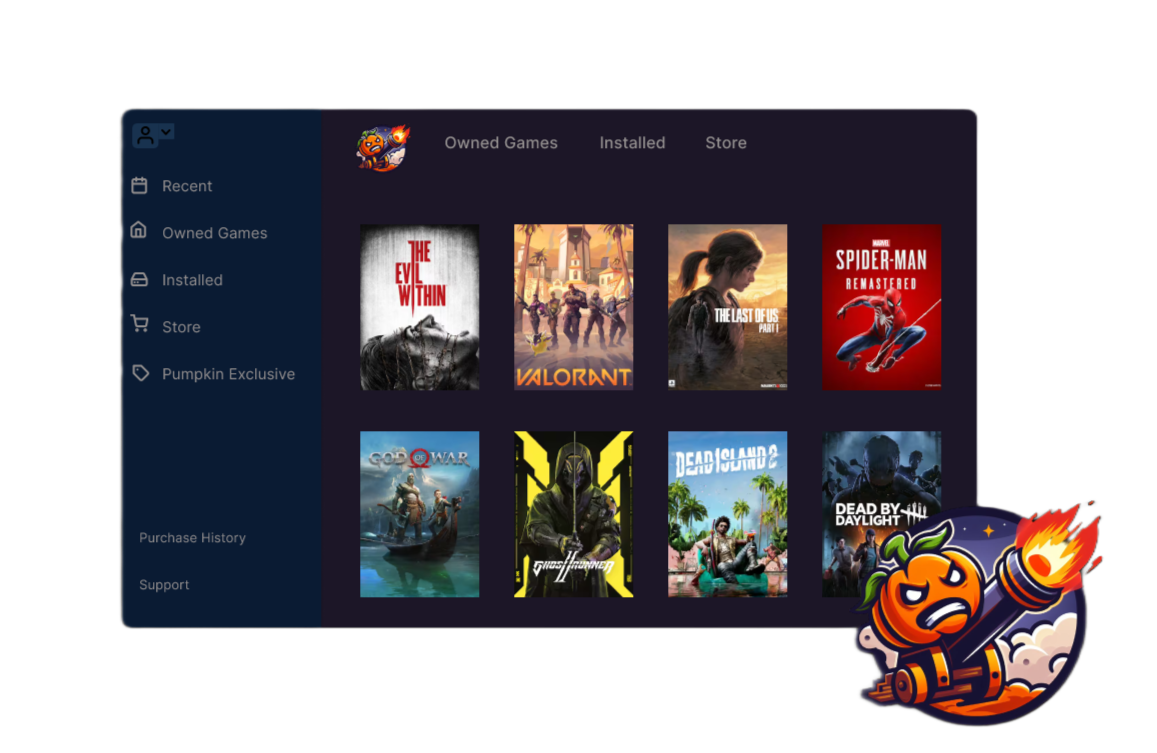 Owned Games
Installed
Store
Recent
Owned Games
Installed
Store
Pumpkin Exclusive
Purchase History
Support
THE
EVIL
WITHIN
VALORANT
THE LAST OF US
PART I
MARVEL
SPIDER-MAN
REMASTERED
GOD OF WAR
GHOSTRUNNER
II
DEAD ISLAND 2
DEAD BY
DAYLIGHT